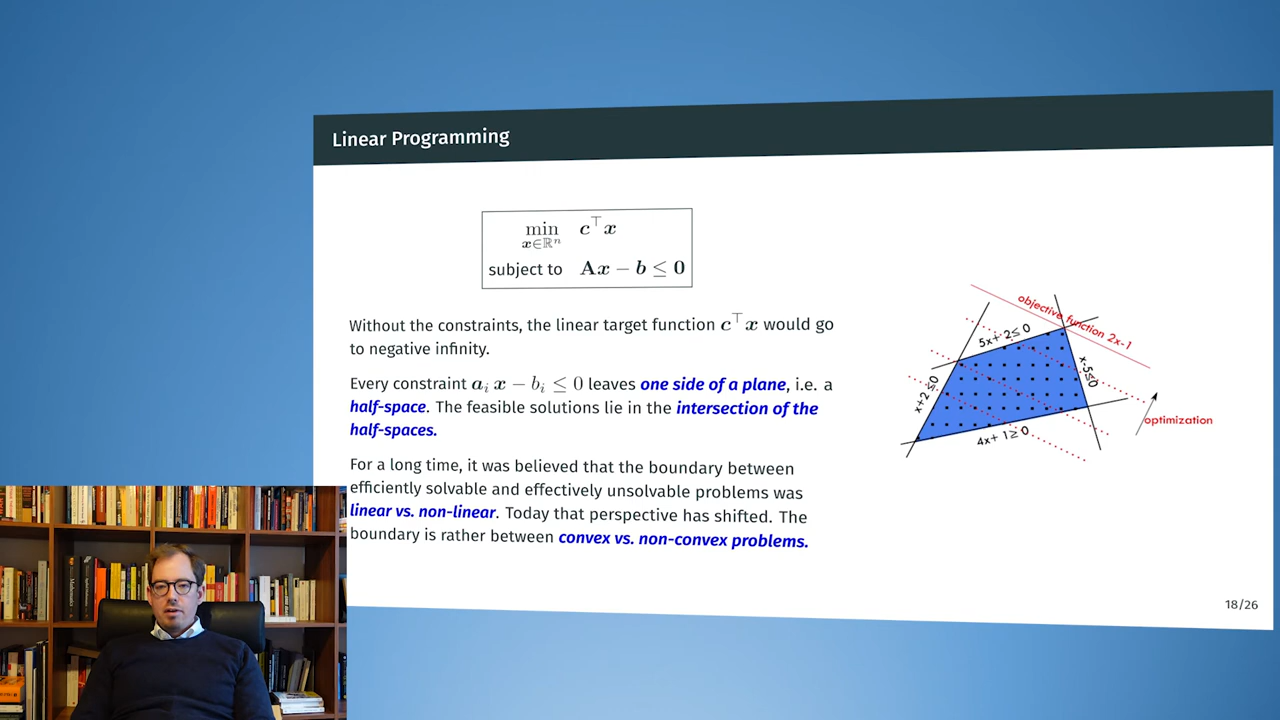 Linear Programming
min c⊤x
x∈ℝⁿ
subject to Ax − b ≤ 0
Without the constraints, the linear target function c⊤x would go
to negative infinity.
Every constraint aᵢ x − bᵢ ≤ 0 leaves one side of a plane, i.e. a
half-space. The feasible solutions lie in the intersection of the
half-spaces.
For a long time, it was believed that the boundary between
efficiently solvable and effectively unsolvable problems was
linear vs. non-linear. Today that perspective has shifted. The
boundary is rather between convex vs. non-convex problems.
objective function 2x-1
5x+ 2≤ 0
x-5≤0
optimization
4x+ 1≥ 0
18/26